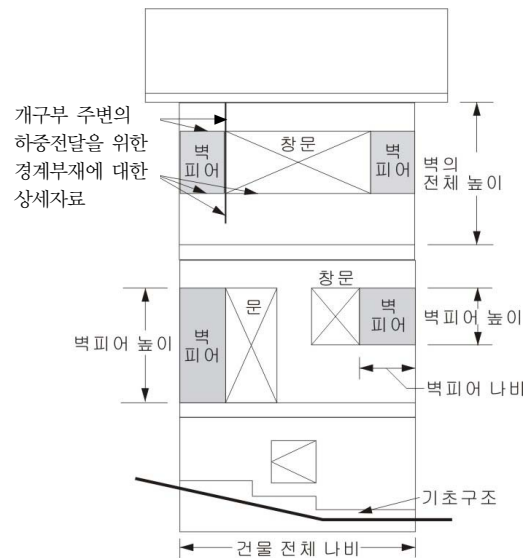 개구부 주변의
하중전달을 위한
경계부재에 대한
상세자료
벽
피어
창문
벽
피어
벽의
전체 높이
벽피어 높이
벽
피어
문
창문
벽
피어
벽피어 높이
벽피어 나비
기초구조
건물 전체 나비